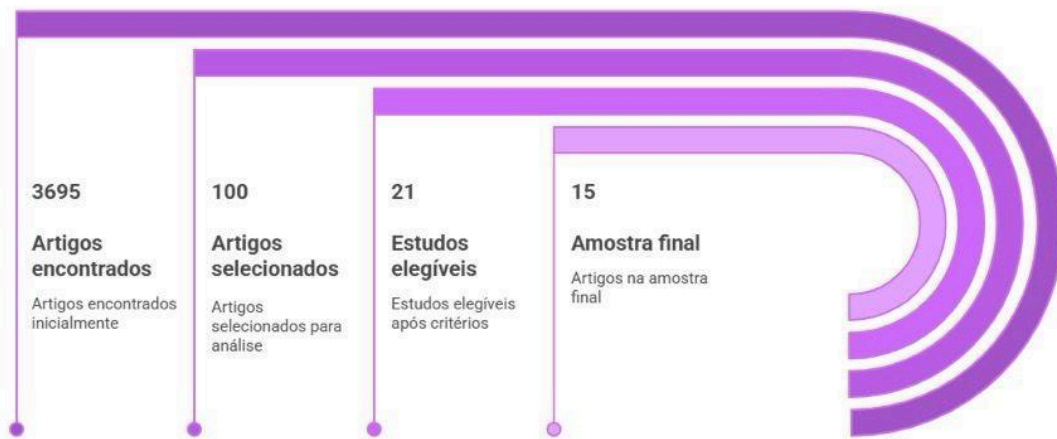 3695
Artigos
encontrados
Artigos encontrados
inicialmente
100
Artigos
selecionados
Artigos
selecionados para
análise
21
Estudos
elegíveis
Estudos elegíveis
após critérios
15
Amostra final
Artigos na amostra
final